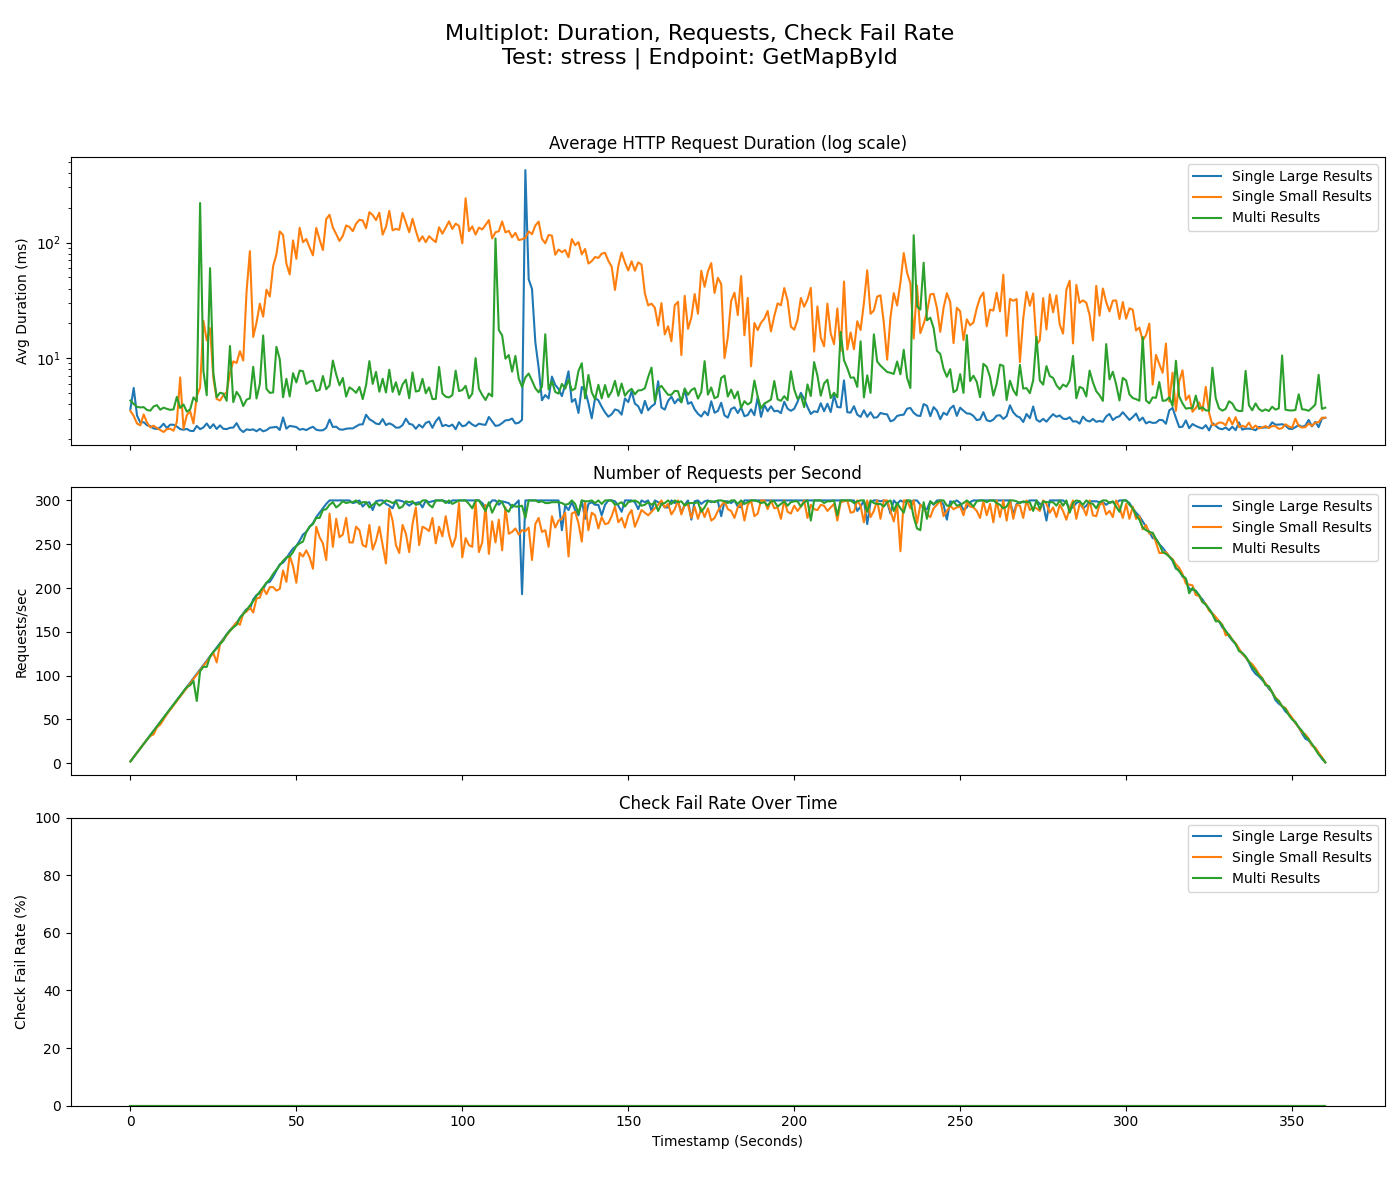 Multiplot: Duration, Requests, Check Fail Rate
Test: stress | Endpoint: GetMapById
Average HTTP Request Duration (log scale)
Avg Duration (ms)
10²
10¹
Single Large Results
Single Small Results
Multi Results
Number of Requests per Second
Requests/sec
300
250
200
150
100
50
0
Single Large Results
Single Small Results
Multi Results
Check Fail Rate Over Time
Check Fail Rate (%)
100
80
60
40
20
0
Single Large Results
Single Small Results
Multi Results
0 50 100 150 200 250 300 350
Timestamp (Seconds)